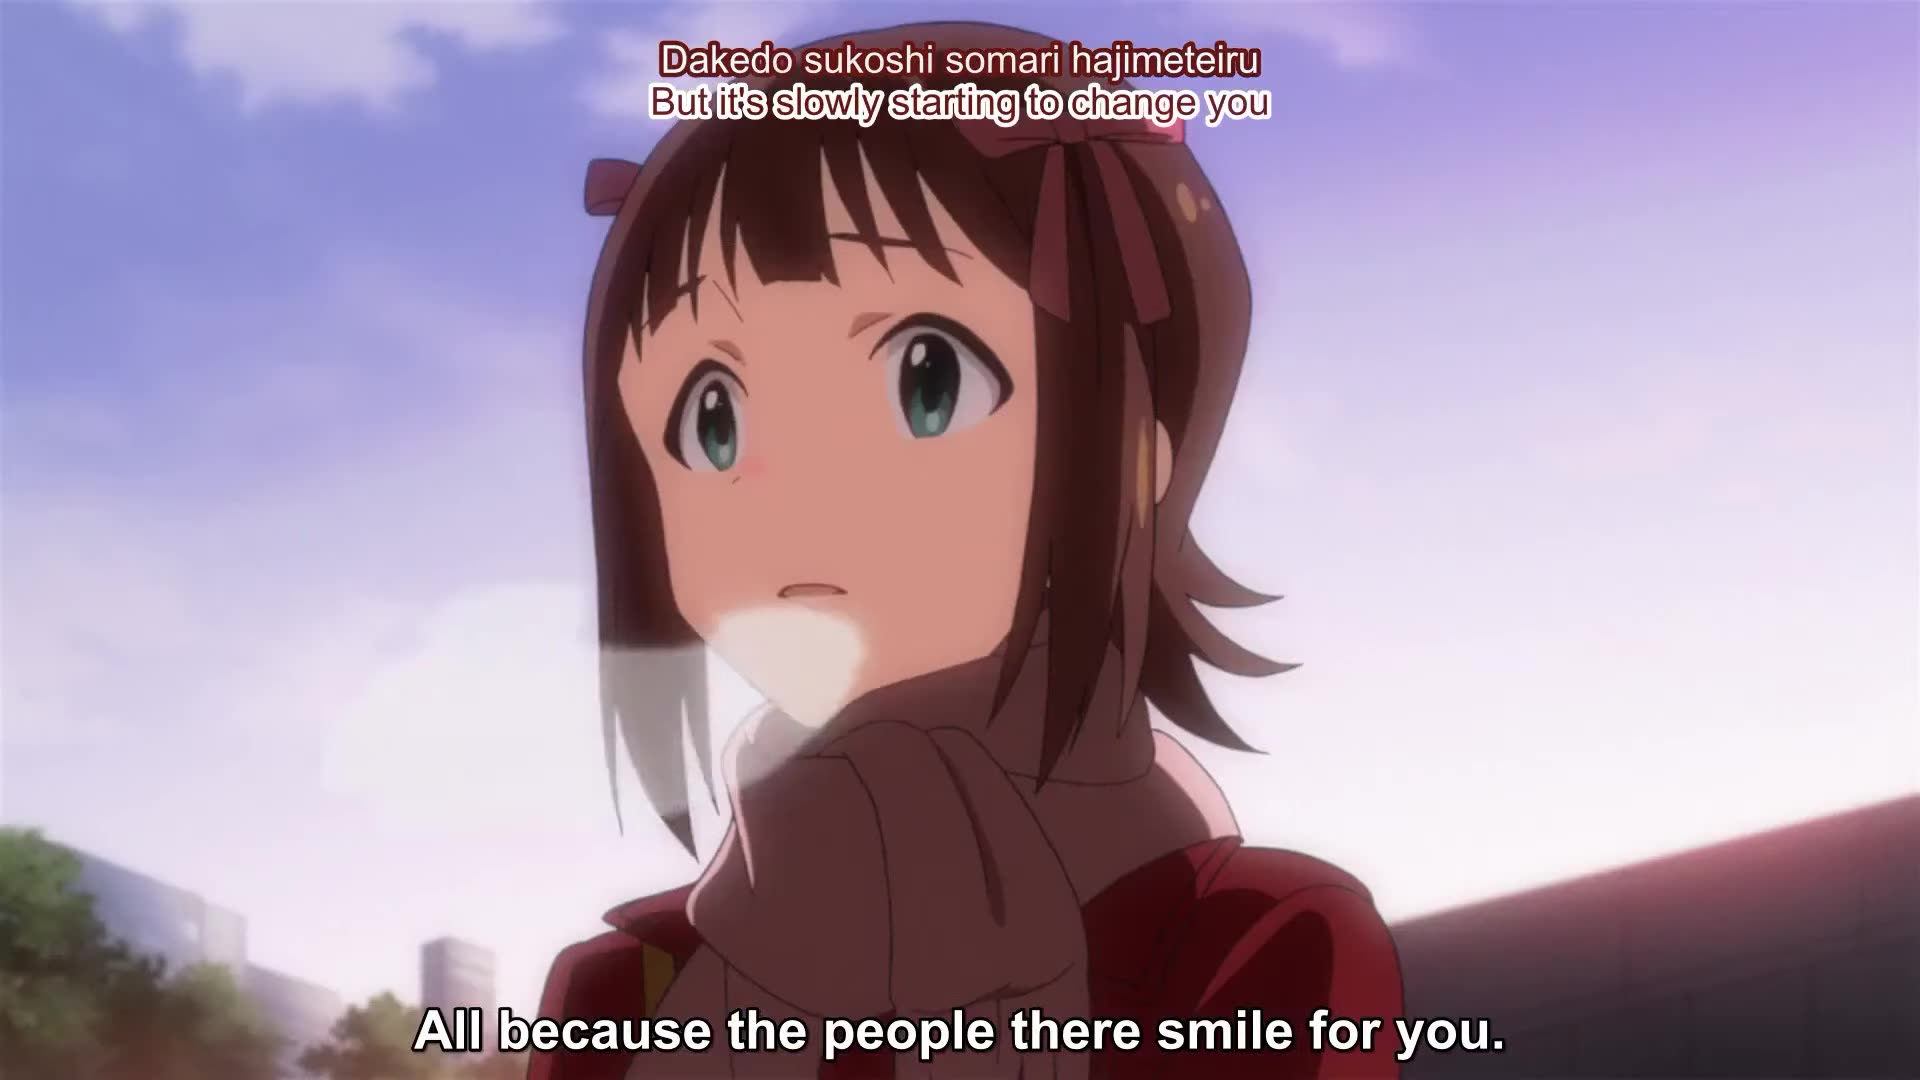 Dakedo sukoshi somari hajimeteiru
But it's slowly starting to change you
All because the people there smile for you.